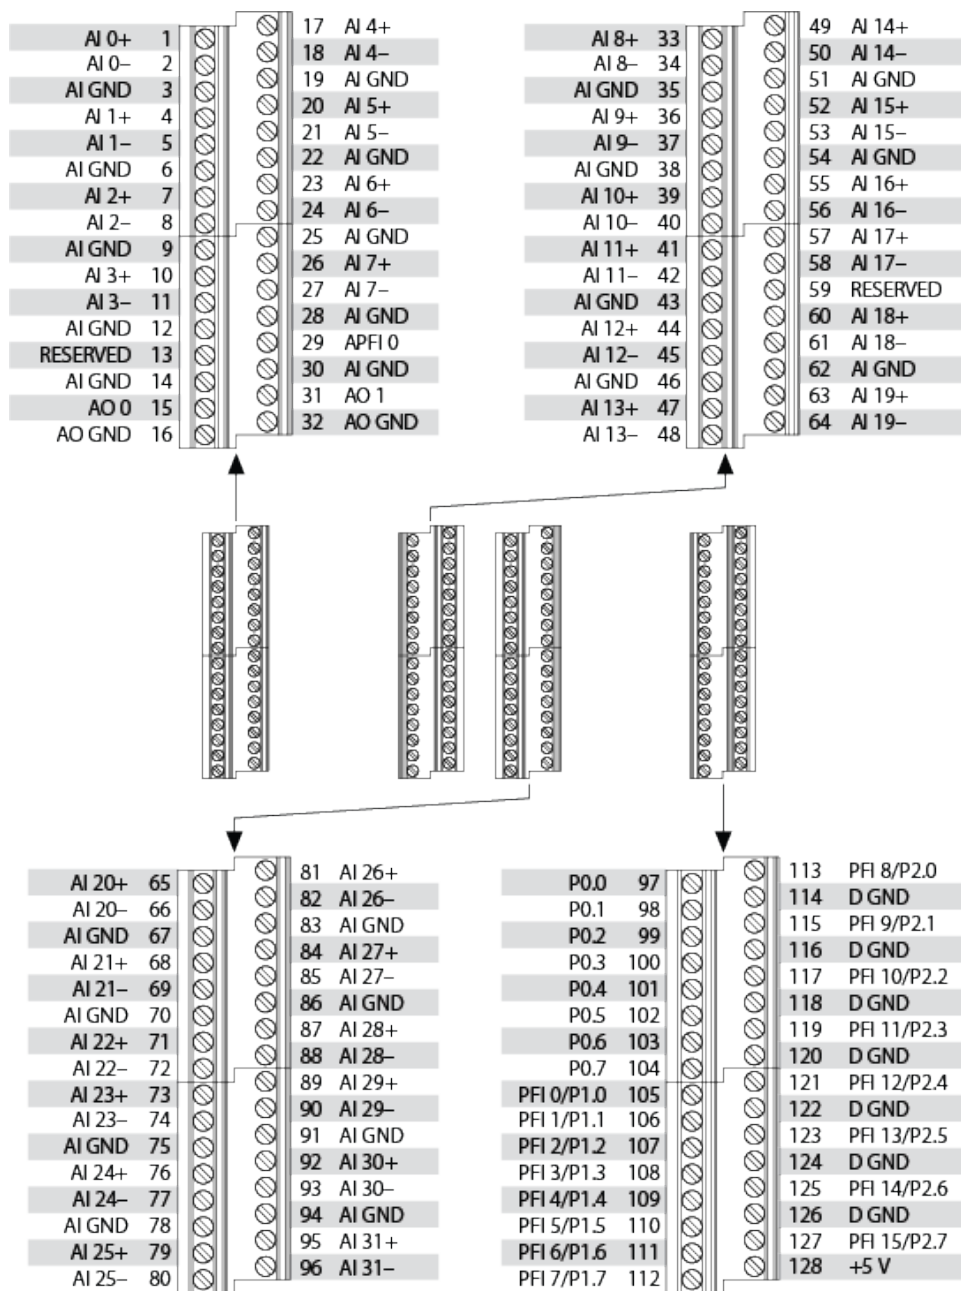 AI 0+ 1
AI 0– 2
AI GND 3
AI 1+ 4
AI 1– 5
AI GND 6
AI 2+ 7
AI 2– 8
AI GND 9
AI 3+ 10
AI 3– 11
AI GND 12
RESERVED 13
AI GND 14
AO 0 15
AO GND 16
17 AI 4+
18 AI 4–
19 AI GND
20 AI 5+
21 AI 5–
22 AI GND
23 AI 6+
24 AI 6–
25 AI GND
26 AI 7+
27 AI 7–
28 AI GND
29 APFI 0
30 AI GND
31 AO 1
32 AO GND
AI 8+ 33
AI 8– 34
AI GND 35
AI 9+ 36
AI 9– 37
AI GND 38
AI 10+ 39
AI 10– 40
AI 11+ 41
AI 11– 42
AI GND 43
AI 12+ 44
AI 12– 45
AI GND 46
AI 13+ 47
AI 13– 48
49 AI 14+
50 AI 14–
51 AI GND
52 AI 15+
53 AI 15–
54 AI GND
55 AI 16+
56 AI 16–
57 AI 17+
58 AI 17–
59 RESERVED
60 AI 18+
61 AI 18–
62 AI GND
63 AI 19+
64 AI 19–
AI 20+ 65
AI 20– 66
AI GND 67
AI 21+ 68
AI 21– 69
AI GND 70
AI 22+ 71
AI 22– 72
AI 23+ 73
AI 23– 74
AI GND 75
AI 24+ 76
AI 24– 77
AI GND 78
AI 25+ 79
AI 25– 80
81 AI 26+
82 AI 26–
83 AI GND
84 AI 27+
85 AI 27–
86 AI GND
87 AI 28+
88 AI 28–
89 AI 29+
90 AI 29–
91 AI GND
92 AI 30+
93 AI 30–
94 AI GND
95 AI 31+
96 AI 31–
P0.0 97
P0.1 98
P0.2 99
P0.3 100
P0.4 101
P0.5 102
P0.6 103
P0.7 104
PFI 0/P1.0 105
PFI 1/P1.1 106
PFI 2/P1.2 107
PFI 3/P1.3 108
PFI 4/P1.4 109
PFI 5/P1.5 110
PFI 6/P1.6 111
PFI 7/P1.7 112
113 PFI 8/P2.0
114 D GND
115 PFI 9/P2.1
116 D GND
117 PFI 10/P2.2
118 D GND
119 PFI 11/P2.3
120 D GND
121 PFI 12/P2.4
122 D GND
123 PFI 13/P2.5
124 D GND
125 PFI 14/P2.6
126 D GND
127 PFI 15/P2.7
128 +5 V